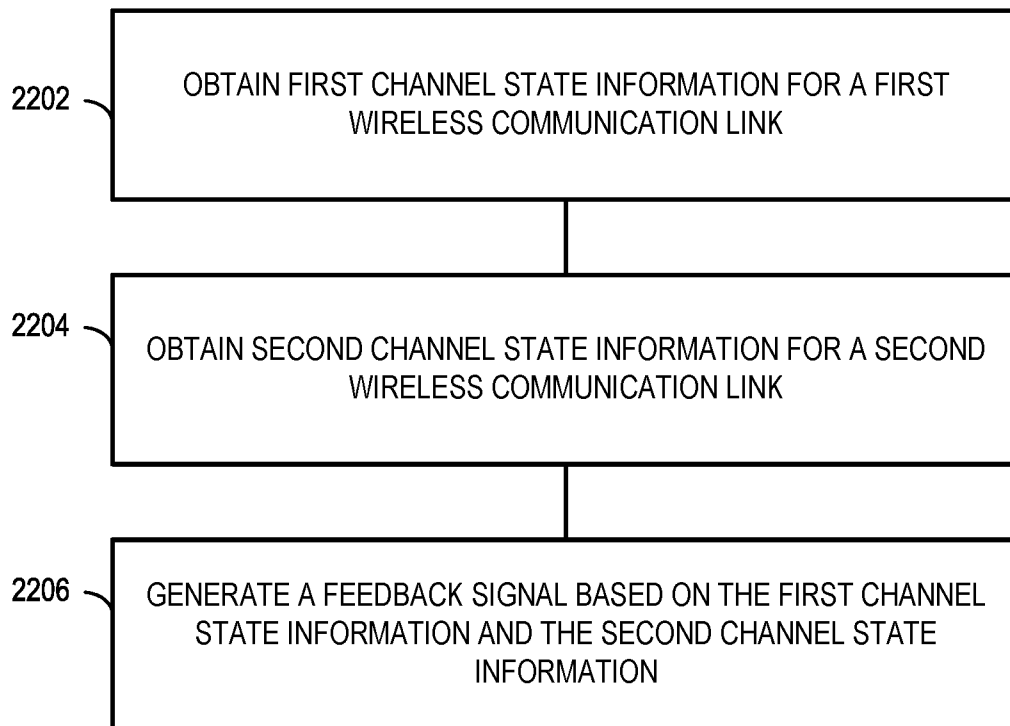 2202
OBTAIN FIRST CHANNEL STATE INFORMATION FOR A FIRST
WIRELESS COMMUNICATION LINK
2204
OBTAIN SECOND CHANNEL STATE INFORMATION FOR A SECOND
WIRELESS COMMUNICATION LINK
2206
GENERATE A FEEDBACK SIGNAL BASED ON THE FIRST CHANNEL
STATE INFORMATION AND THE SECOND CHANNEL STATE
INFORMATION